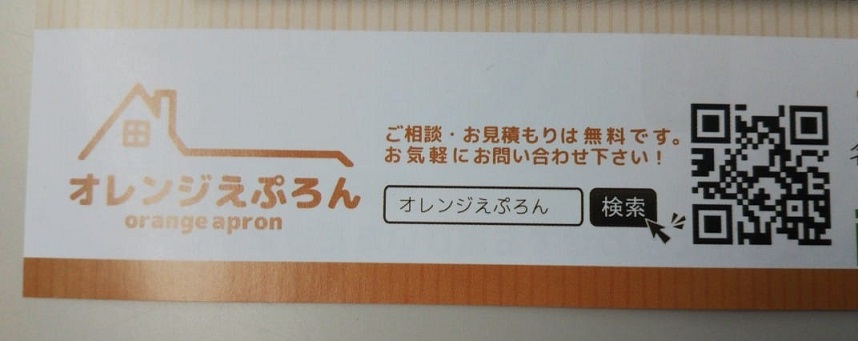 オレンジえぷろん
orange apron
ご相談・お見積もりは無料です。
お気軽にお問い合わせ下さい！
オレンジえぷろん
検索